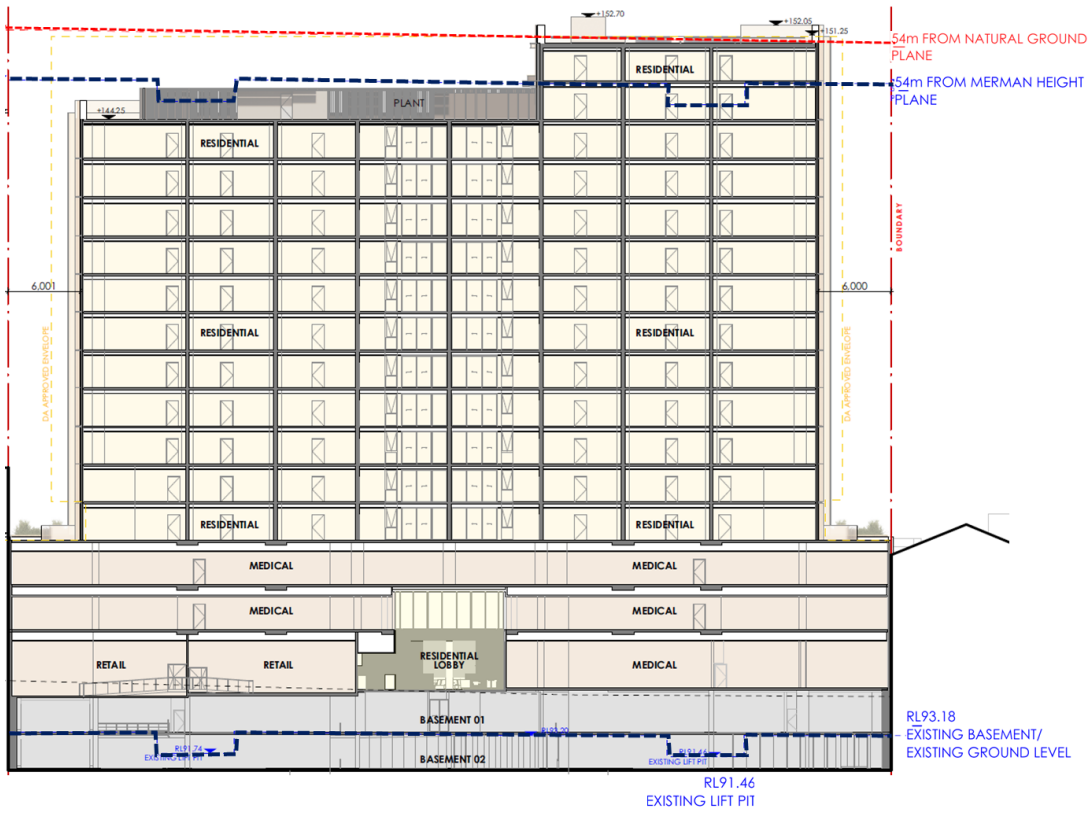 +152.70
+152.05
+151.25
54m FROM NATURAL GROUND
PLANE
RESIDENTIAL
54m FROM MERMAN HEIGHT
PLANE
PLANT
+144.25
RESIDENTIAL
BOUNDARY
6,001
6,000
RESIDENTIAL
RESIDENTIAL
DA APPROVED ENVELOPE
DA APPROVED ENVELOPE
RESIDENTIAL
RESIDENTIAL
MEDICAL
MEDICAL
MEDICAL
MEDICAL
RESIDENTIAL
LOBBY
RETAIL
RETAIL
MEDICAL
BASEMENT 01
RL93.18
EXISTING BASEMENT/
EXISTING GROUND LEVEL
RL93.20
RL91.74
EXISTING LIFT PIT
RL91.46
EXISTING LIFT PIT
BASEMENT 02
RL91.46
EXISTING LIFT PIT